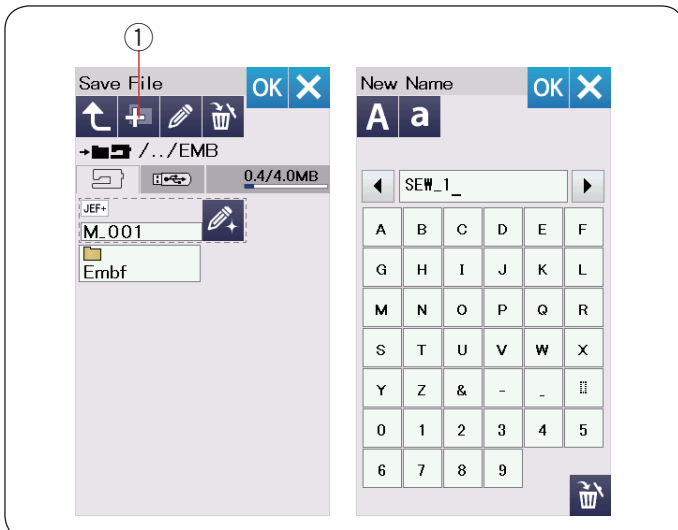 1
Save File
OK
/../EMB
0.4/4.0MB
JEF+
M_001
Embf
New Name
OK
A a
SEW_1_
A B C D E F
G H I J K L
M N O P Q R
S T U V W X
Y Z & - _
0 1 2 3 4 5
6 7 8 9